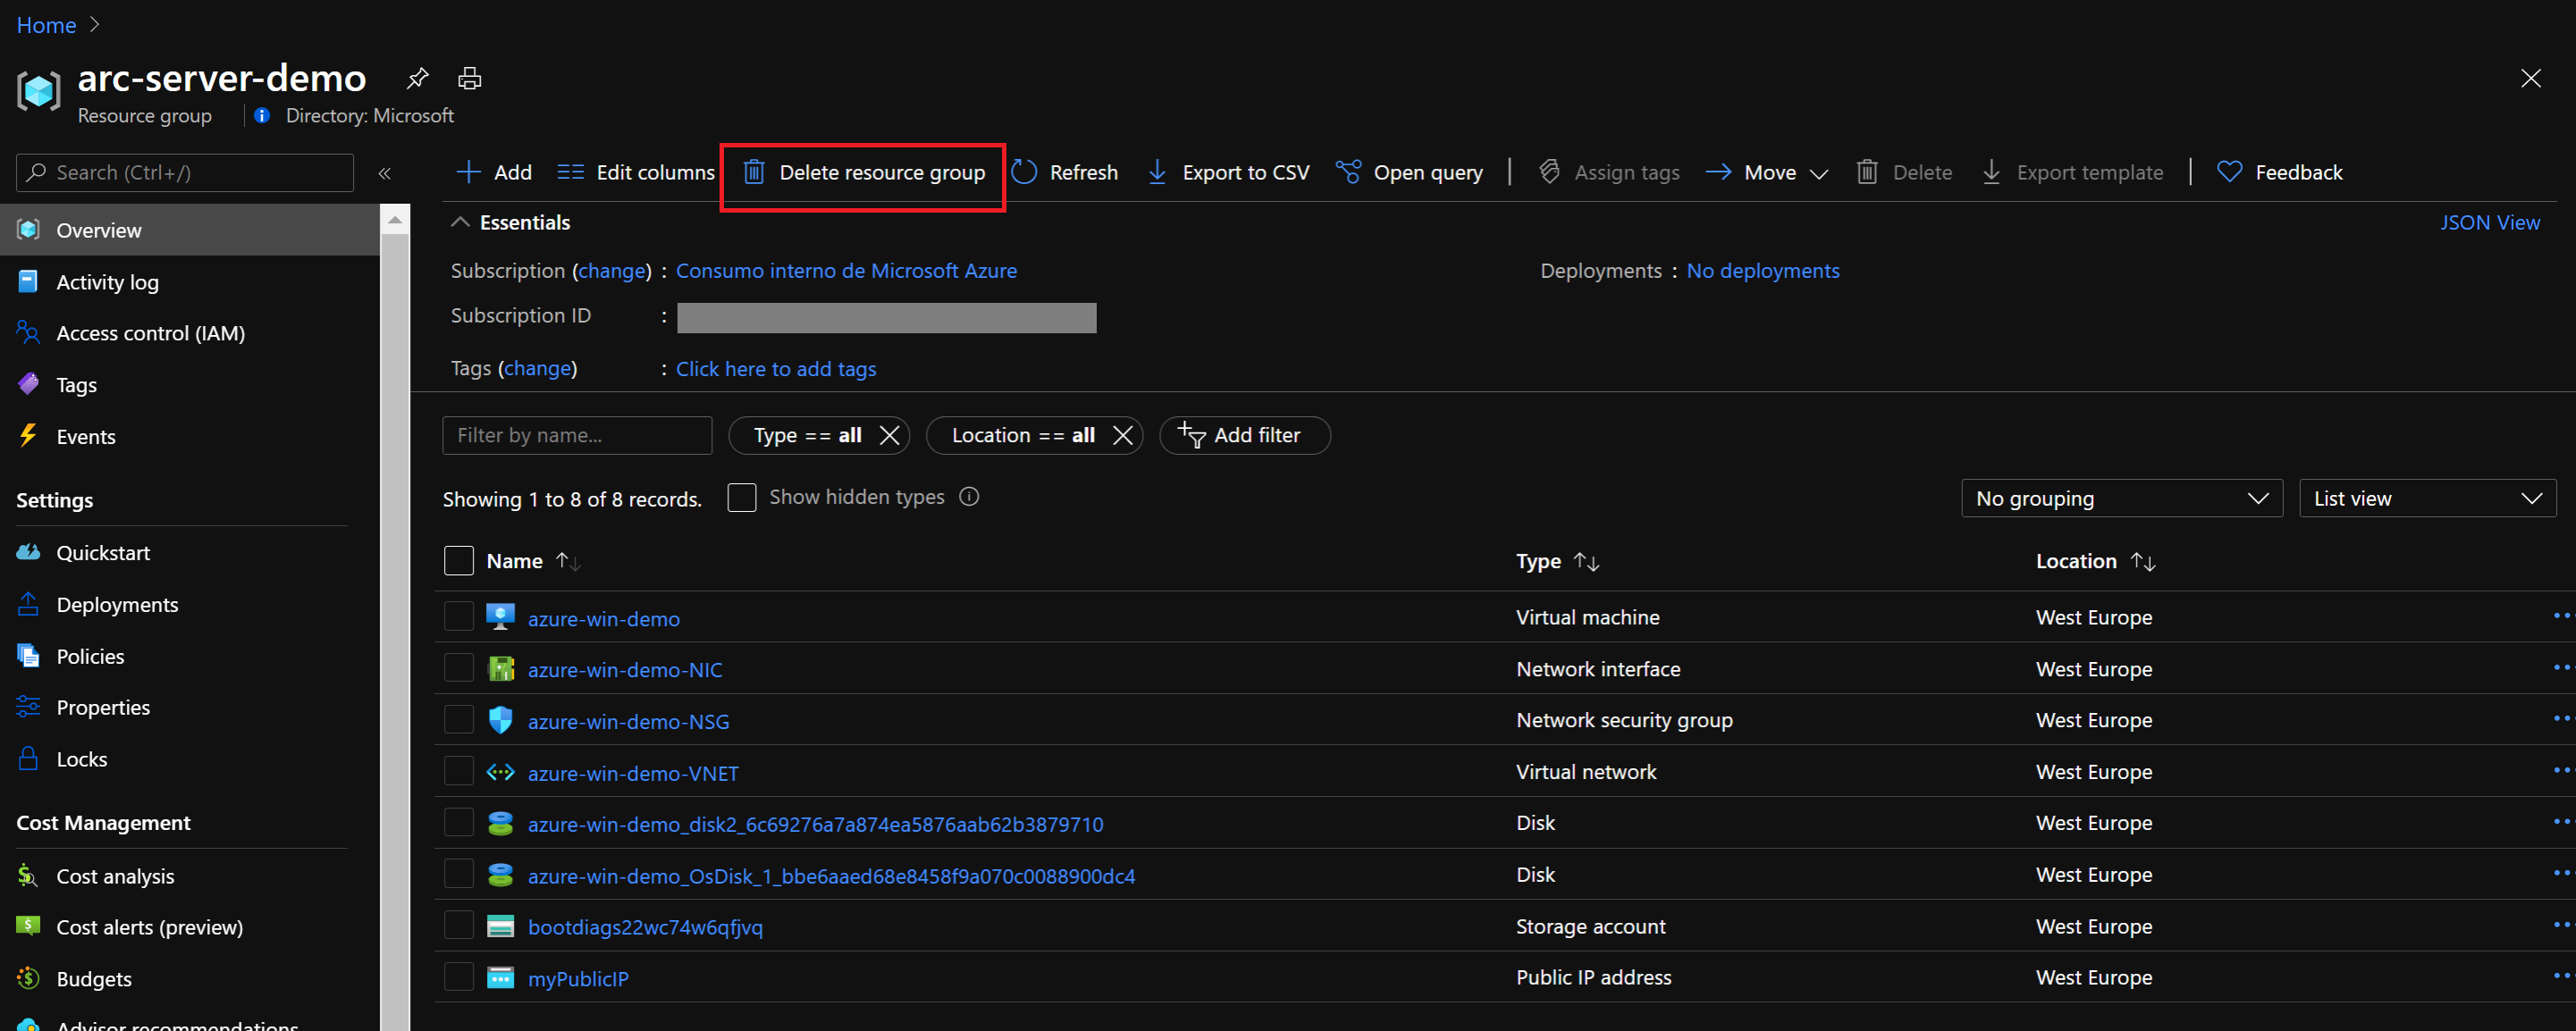 Home >
arc-server-demo
Resource group
Directory: Microsoft
Search (Ctrl+/)
«
Add
Edit columns
Delete resource group
Refresh
Export to CSV
Open query
Assign tags
Move
Delete
Export template
Feedback
Overview
Activity log
Access control (IAM)
Tags
Events
Settings
Quickstart
Deployments
Policies
Properties
Locks
Cost Management
Cost analysis
Cost alerts (preview)
Budgets
Advisor recommendations
Essentials
JSON View
Subscription (change) : Consumo interno de Microsoft Azure
Deployments : No deployments
Subscription ID :
Tags (change) : Click here to add tags
Filter by name...
Type == all
Location == all
Add filter
Showing 1 to 8 of 8 records.
Show hidden types
No grouping
List view
Name Type Location
azure-win-demo Virtual machine West Europe
azure-win-demo-NIC Network interface West Europe
azure-win-demo-NSG Network security group West Europe
azure-win-demo-VNET Virtual network West Europe
azure-win-demo_disk2_6c69276a7a874ea5876aab62b3879710 Disk West Europe
azure-win-demo_OsDisk_1_bbe6aaed68e8458f9a070c0088900dc4 Disk West Europe
bootdiags22wc74w6qfjvq Storage account West Europe
myPublicIP Public IP address West Europe